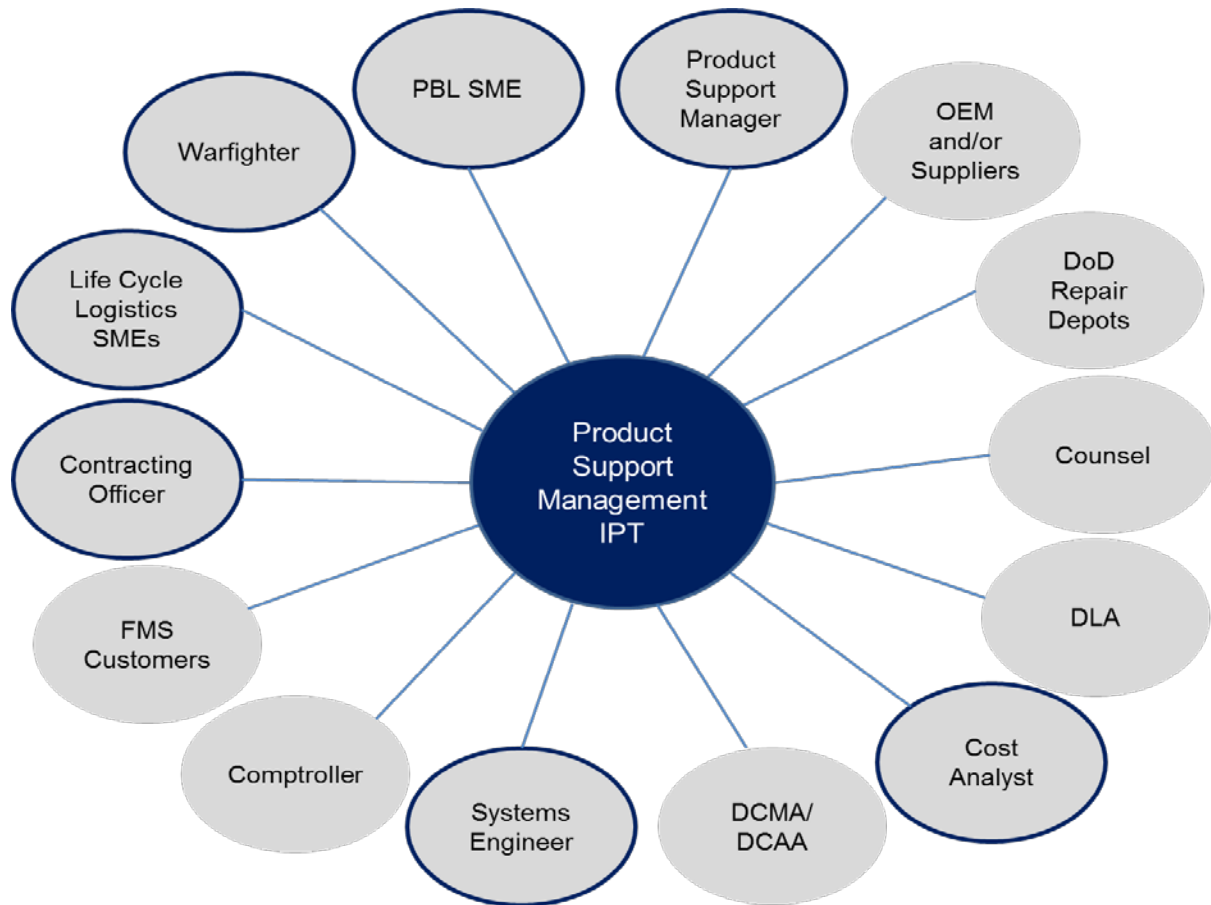 PBL SME
Product
Support
Manager
OEM
and/or
Suppliers
Warfighter
DoD
Repair
Depots
Life Cycle
Logistics
SMEs
Product
Support
Management
IPT
Counsel
Contracting
Officer
DLA
FMS
Customers
Cost
Analyst
Comptroller
Systems
Engineer
DCMA/
DCAA